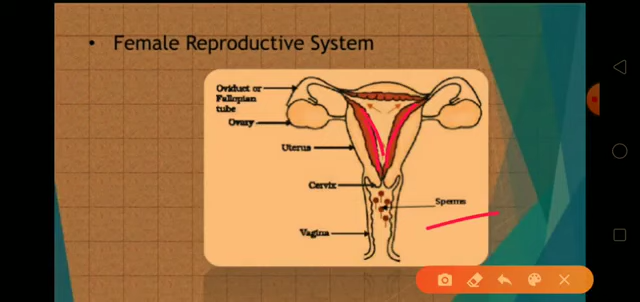 • Female Reproductive System
Oviduct or
Fallopian
tube
Ovary
Uterus
Cervix
Sperms
Vagina